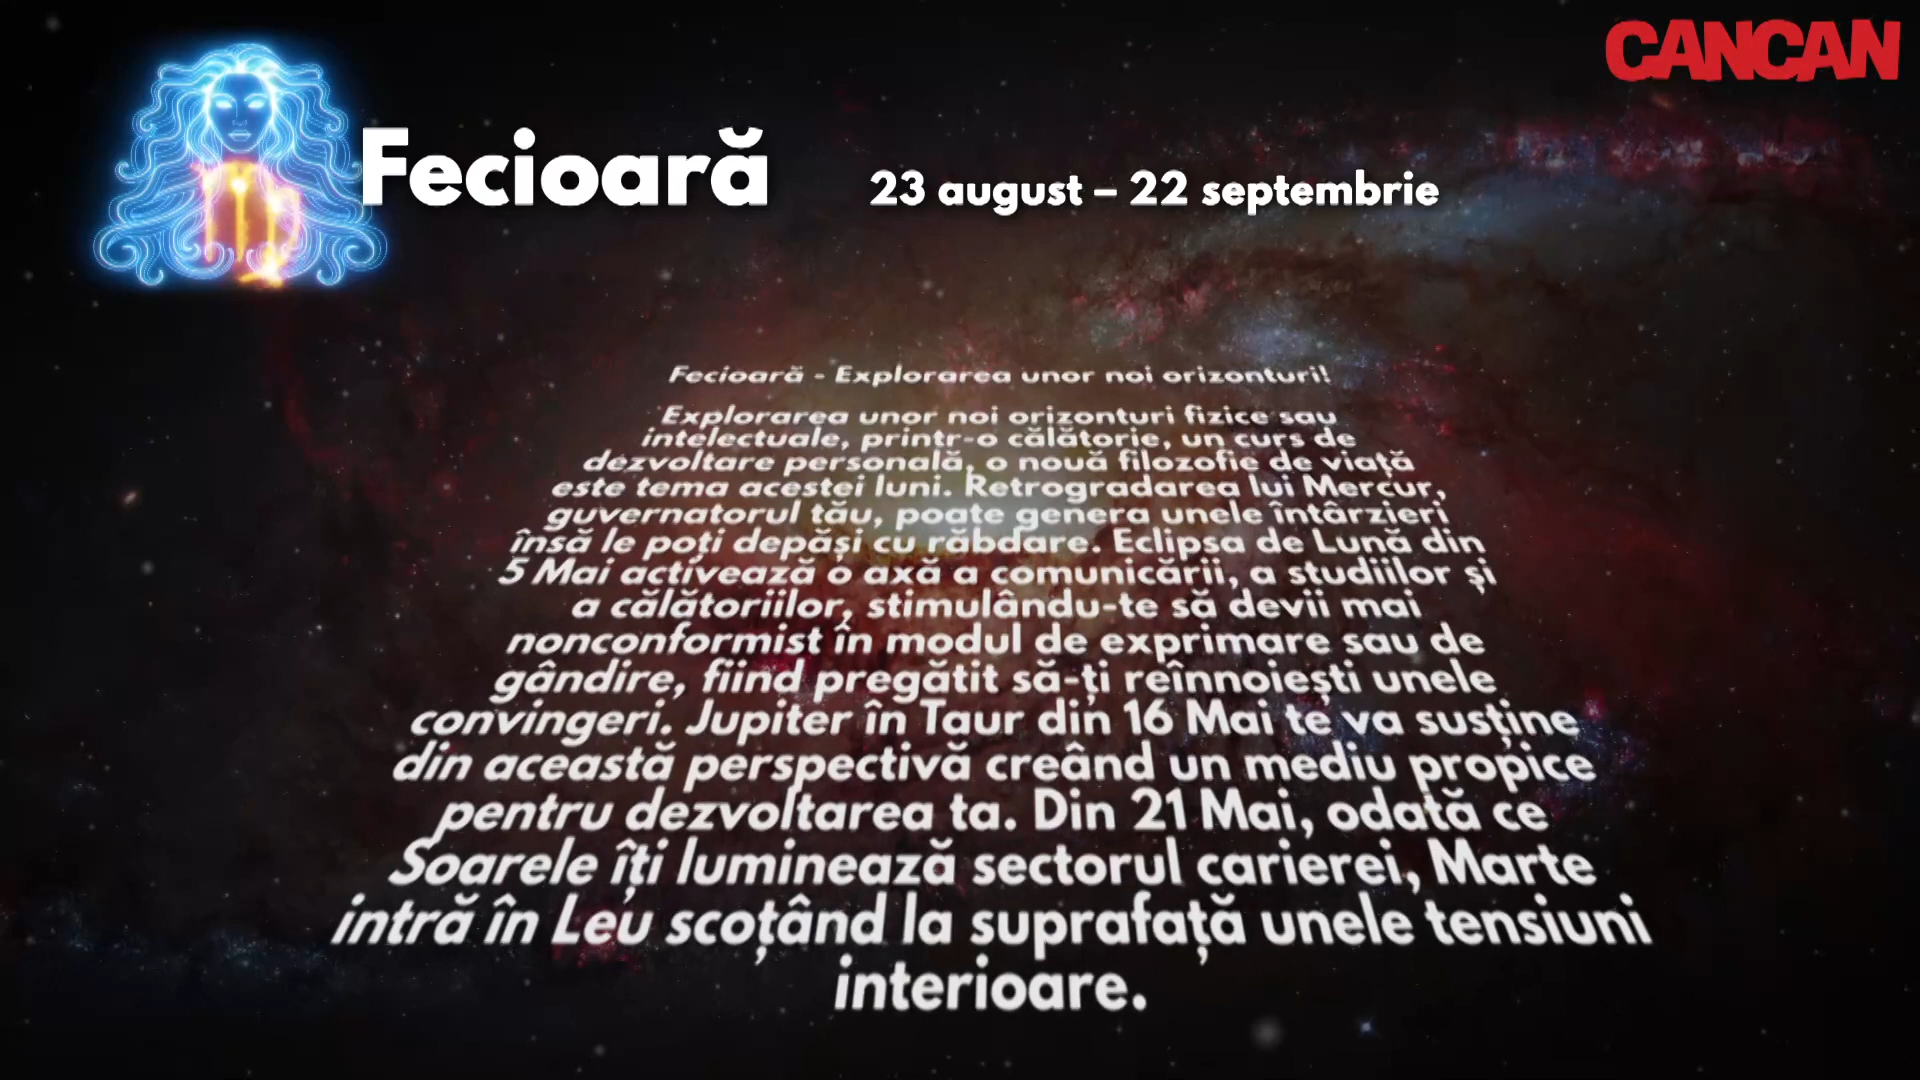 CANCAN
Fecioară
23 august – 22 septembrie
Fecioară - Explorarea unor noi orizonturi!
Explorarea unor noi orizonturi fizice sau
intelectuale, printr-o călătorie, un curs de
dezvoltare personală, o nouă filozofie de viață
este tema acestei luni. Retrogradarea lui Mercur,
guvernatorul tău, poate genera unele întârzieri
însă le poți depăși cu răbdare. Eclipsa de Lună din
5 Mai activează o axă a comunicării, a studiilor și
a călătoriilor, stimulându-te să devii mai
nonconformist în modul de exprimare sau de
gândire, fiind pregătit să-ți reînnoiești unele
convingeri. Jupiter în Taur din 16 Mai te va susține
din această perspectivă creând un mediu propice
pentru dezvoltarea ta. Din 21 Mai, odată ce
Soarele îți luminează sectorul carierei, Marte
intră în Leu scoțând la suprafață unele tensiuni
interioare.